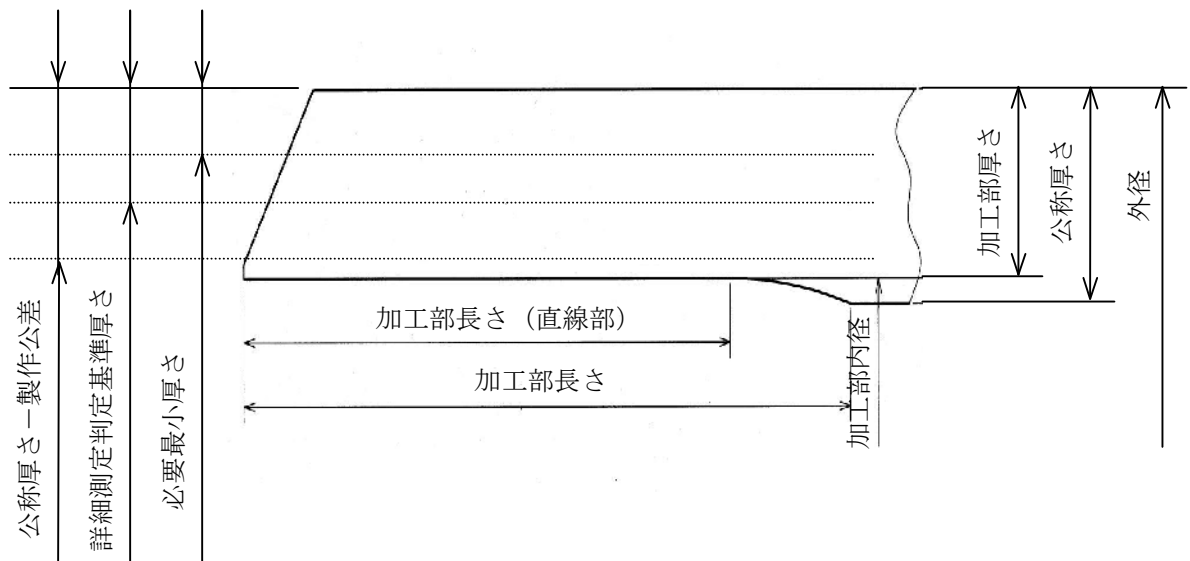 公称厚さ－製作公差
詳細測定判定基準厚さ
必要最小厚さ
加工部長さ（直線部）
加工部長さ
加工部内径
加工部厚さ
公称厚さ
外径